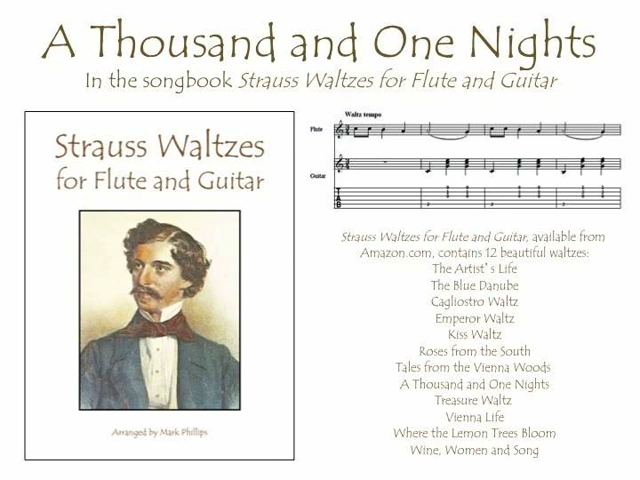 A Thousand and One Nights
In the songbook Strauss Waltzes for Flute and Guitar
Strauss Waltzes
for Flute and Guitar
Arranged by Mark Phillips
Waltz tempo
Flute
Guitar
Strauss Waltzes for Flute and Guitar, available from
Amazon.com, contains 12 beautiful waltzes:
The Artist's Life
The Blue Danube
Cagliostro Waltz
Emperor Waltz
Kiss Waltz
Roses from the South
Tales from the Vienna Woods
A Thousand and One Nights
Treasure Waltz
Vienna Life
Where the Lemon Trees Bloom
Wine, Women and Song